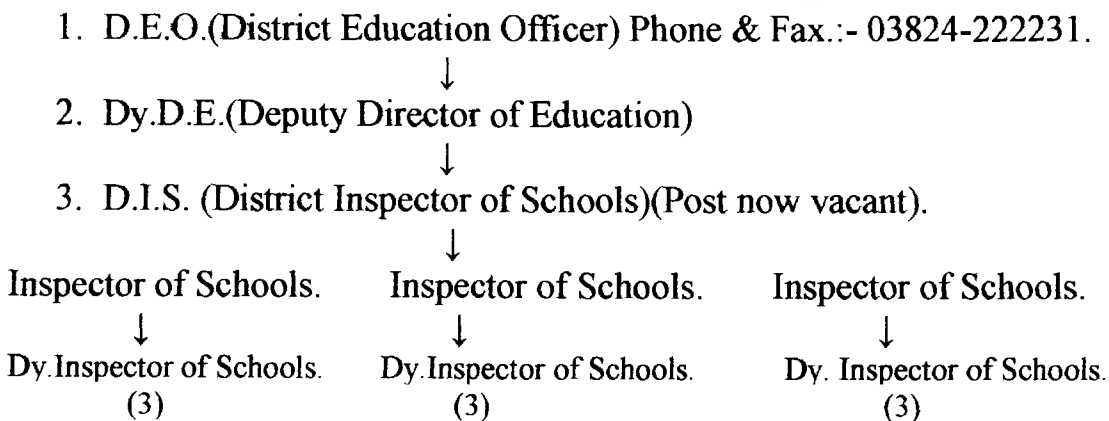 1. D.E.O.(District Education Officer) Phone & Fax.:- 03824-222231.
↓
2. Dy.D.E.(Deputy Director of Education)
↓
3. D.I.S. (District Inspector of Schools)(Post now vacant).
↓
Inspector of Schools. Inspector of Schools. Inspector of Schools.
↓ ↓ ↓
Dy.Inspector of Schools. Dy.Inspector of Schools. Dy. Inspector of Schools.
(3) (3) (3)